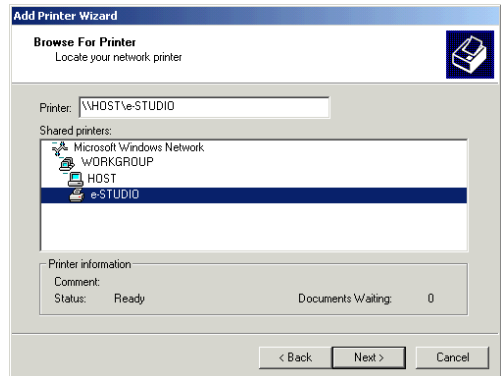 Add Printer Wizard
Browse For Printer
Locate your network printer
Printer: \\HOST\e-STUDIO
Shared printers:
Microsoft Windows Network
WORKGROUP
HOST
e-STUDIO
Printer information
Comment:
Status: Ready Documents Waiting: 0
< Back Next > Cancel